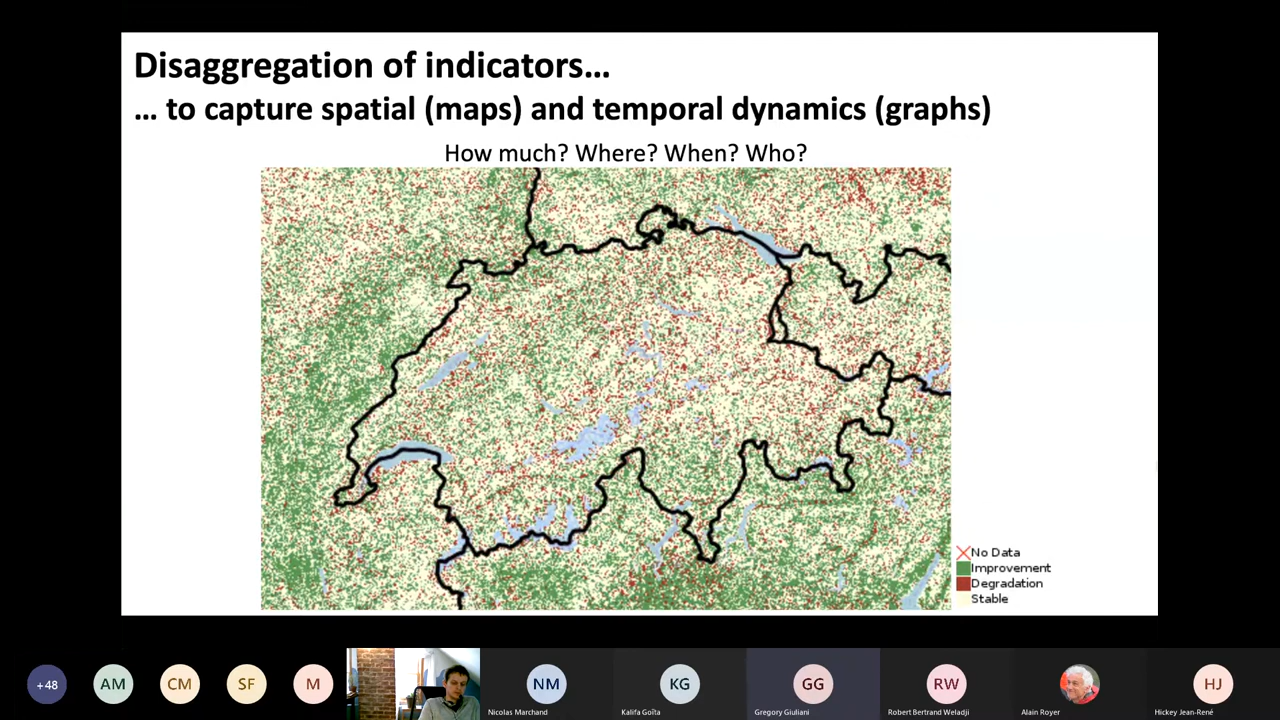 Disaggregation of indicators...
... to capture spatial (maps) and temporal dynamics (graphs)
How much? Where? When? Who?
No Data
Improvement
Degradation
Stable
+48
AM
CM
SF
M
NM
KG
GG
RW
HJ
Nicolas Marchand
Kalifa Goïta
Gregory Giuliani
Robert Bertrand Weladji
Alain Royer
Hickey Jean-René